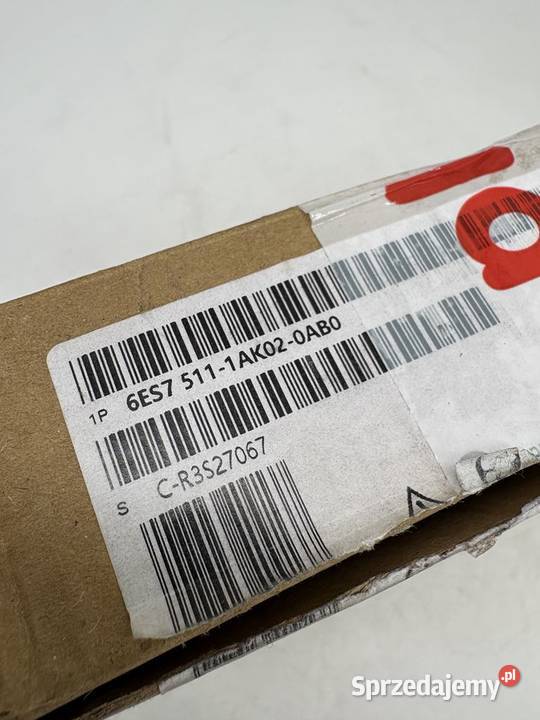 1P 6ES7 511-1AK02-0AB0
S C-R3S27067
Sprzedajemy.pl